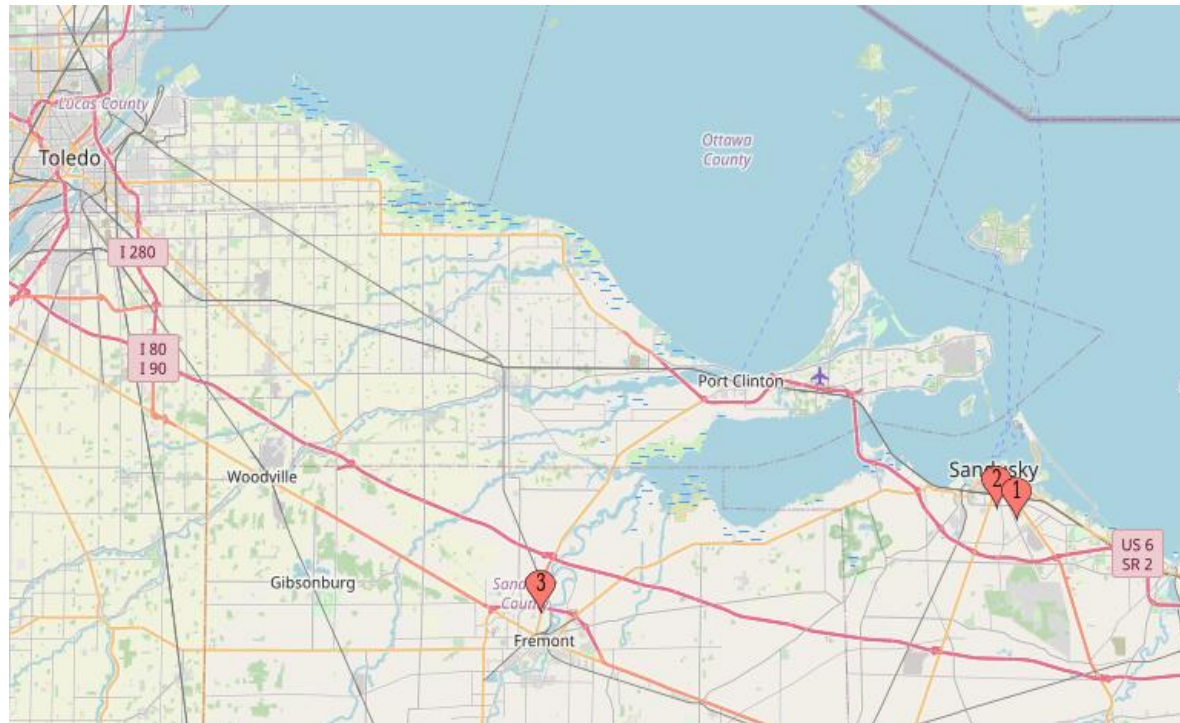 Lucas County
Toledo
Ottawa
County
I 280
I 80
I 90
Port Clinton
Woodville
Sandusky
2
1
US 6
SR 2
Gibsonburg
3
County
Fremont